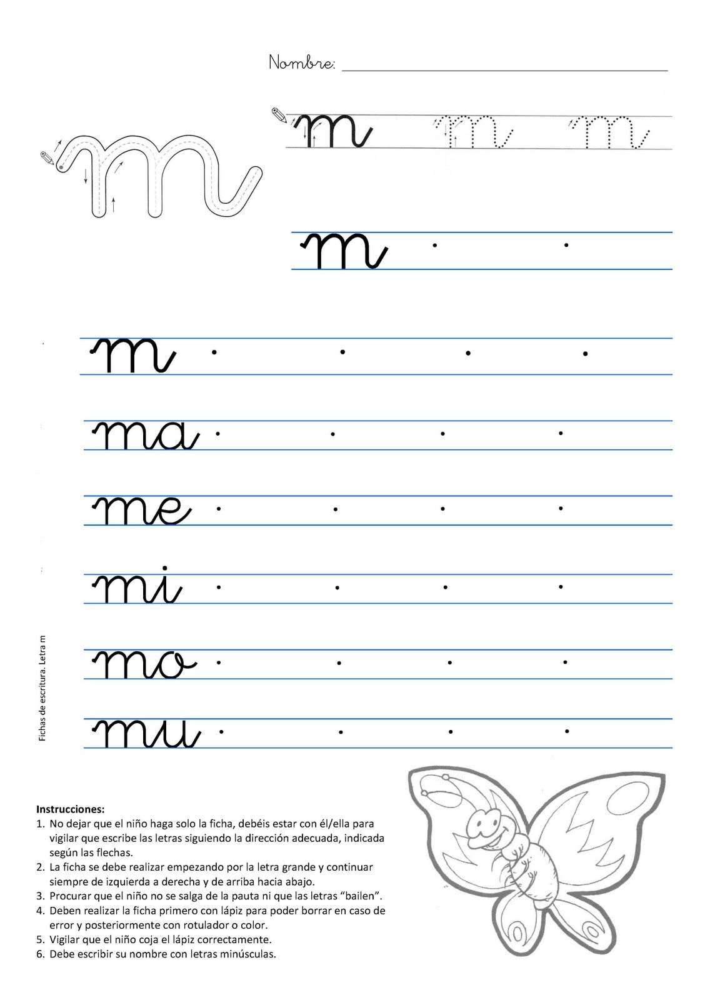 Nombre:
m m m
m
m
m
ma
me
mi
mo
mu
Fichas de escritura. Letra m
Instrucciones:
1. No dejar que el niño haga solo la ficha, debéis estar con él/ella para
vigilar que escribe las letras siguiendo la dirección adecuada, indicada
según las flechas.
2. La ficha se debe realizar empezando por la letra grande y continuar
siempre de izquierda a derecha y de arriba hacia abajo.
3. Procurar que el niño no se salga de la pauta ni que las letras “bailen”.
4. Deben realizar la ficha primero con lápiz para poder borrar en caso de
error y posteriormente con rotulador o color.
5. Vigilar que el niño coja el lápiz correctamente.
6. Debe escribir su nombre con letras minúsculas.